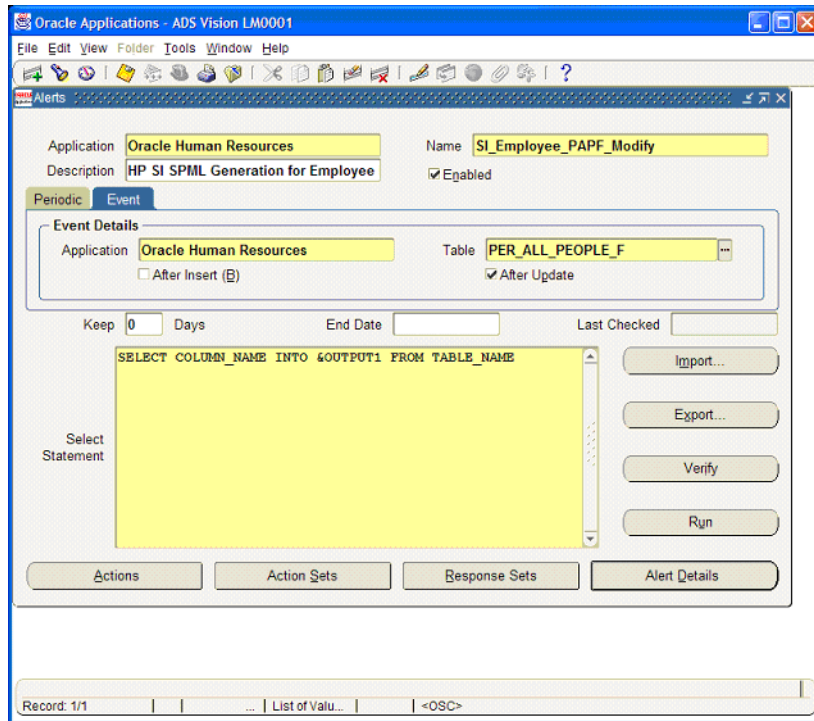 Oracle Applications - ADS Vision LM0001
File Edit View Folder Tools Window Help
Alerts
Application Oracle Human Resources Name SI_Employee_PAPF_Modify
Description HP SI SPML Generation for Employee Enabled
Periodic Event
Event Details
Application Oracle Human Resources Table PER_ALL_PEOPLE_F ...
After Insert (B) After Update
Keep 0 Days End Date Last Checked
SELECT COLUMN_NAME INTO &OUTPUT1 FROM TABLE_NAME
Import...
Export...
Select
Statement
Verify
Run
Actions Action Sets Response Sets Alert Details
Record: 1/1 ... List of Valu... <OSC>